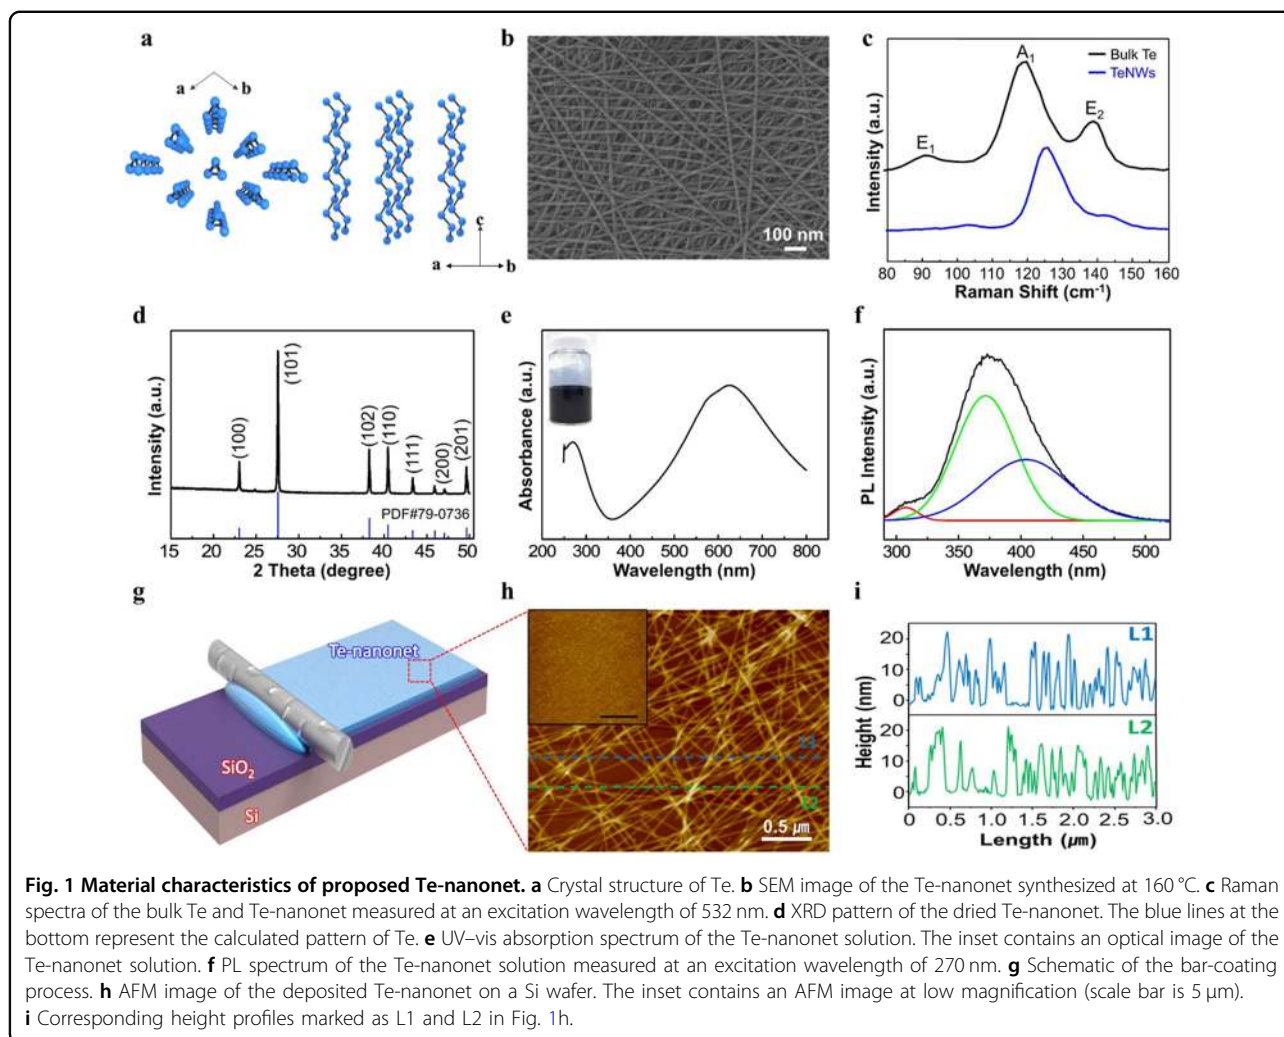 a
a
b
c
a
b
b
100 nm
c
Bulk Te
TeNWs
A1
E2
E1
Intensity (a.u.)
80 90 100 110 120 130 140 150 160
Raman Shift (cm-1)
d
(100)
(101)
(102)
(110)
(111)
(200)
(201)
PDF#79-0736
Intensity (a.u.)
15 20 25 30 35 40 45 50
2 Theta (degree)
e
Absorbance (a.u.)
200 300 400 500 600 700 800
Wavelength (nm)
f
PL Intensity (a.u.)
300 350 400 450 500
Wavelength (nm)
g
Te-nanonet
SiO2
Si
h
L1
L2
0.5 μm
i
L1
20
10
0
L2
20
10
0
Height (nm)
0 0.5 1.0 1.5 2.0 2.5 3.0
Length (μm)
Fig. 1 Material characteristics of proposed Te-nanonet. a Crystal structure of Te. b SEM image of the Te-nanonet synthesized at 160 °C. c Raman
spectra of the bulk Te and Te-nanonet measured at an excitation wavelength of 532 nm. d XRD pattern of the dried Te-nanonet. The blue lines at the
bottom represent the calculated pattern of Te. e UV–vis absorption spectrum of the Te-nanonet solution. The inset contains an optical image of the
Te-nanonet solution. f PL spectrum of the Te-nanonet solution measured at an excitation wavelength of 270 nm. g Schematic of the bar-coating
process. h AFM image of the deposited Te-nanonet on a Si wafer. The inset contains an AFM image at low magnification (scale bar is 5 μm).
i Corresponding height profiles marked as L1 and L2 in Fig. 1h.